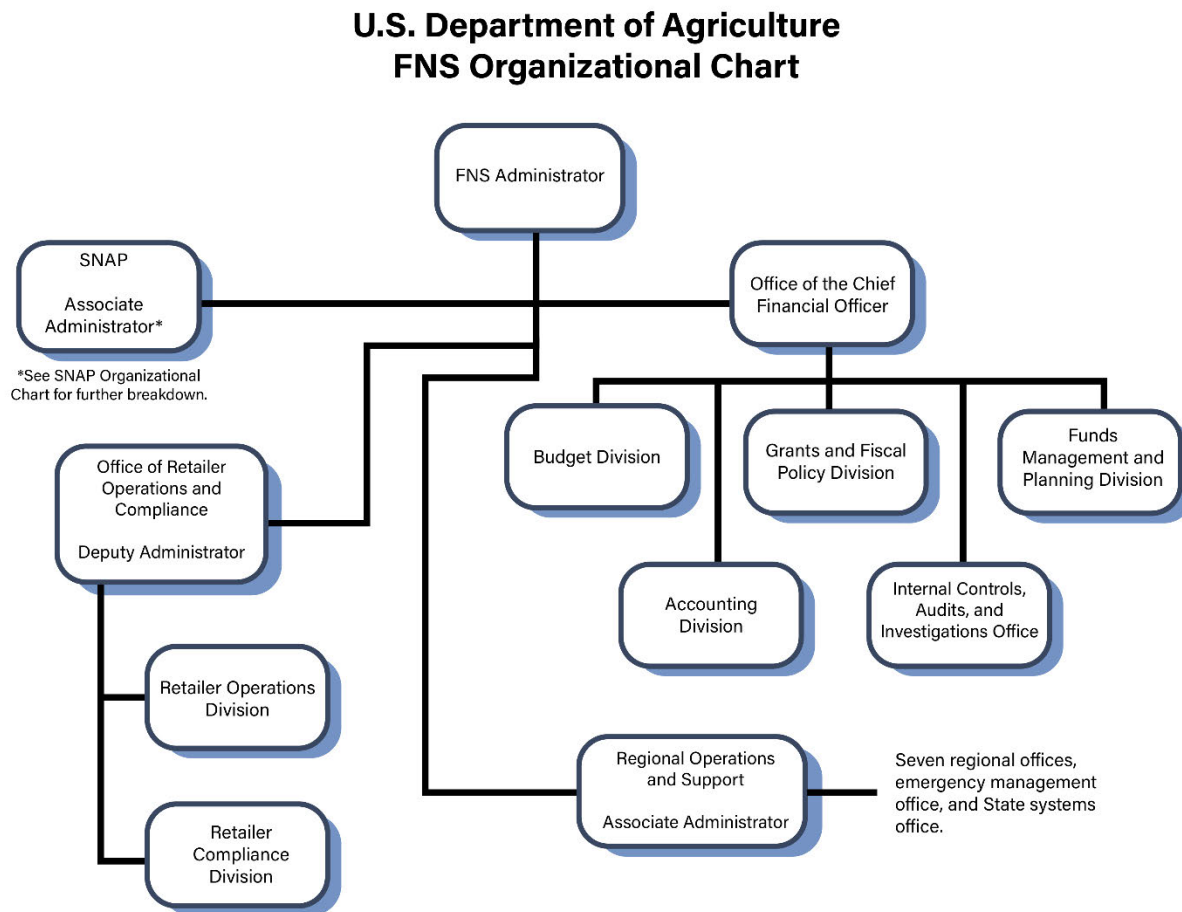 U.S. Department of Agriculture
FNS Organizational Chart
FNS Administrator
SNAP
Associate
Administrator*
*See SNAP Organizational
Chart for further breakdown.
Office of the Chief
Financial Officer
Budget Division
Grants and Fiscal
Policy Division
Funds
Management and
Planning Division
Accounting
Division
Internal Controls,
Audits, and
Investigations Office
Office of Retailer
Operations and
Compliance
Deputy Administrator
Retailer Operations
Division
Retailer
Compliance
Division
Regional Operations
and Support
Associate Administrator
Seven regional offices,
emergency management
office, and State systems
office.